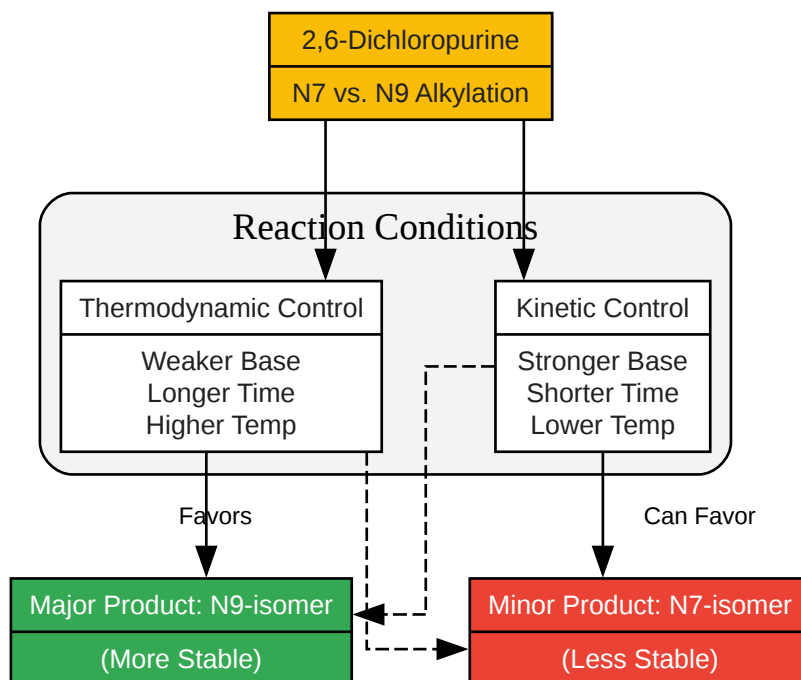 2,6-Dichloropurine
N7 vs. N9 Alkylation
Reaction Conditions
Thermodynamic Control
Weaker Base
Longer Time
Higher Temp
Kinetic Control
Stronger Base
Shorter Time
Lower Temp
Favors
Can Favor
Major Product: N9-isomer
(More Stable)
Minor Product: N7-isomer
(Less Stable)